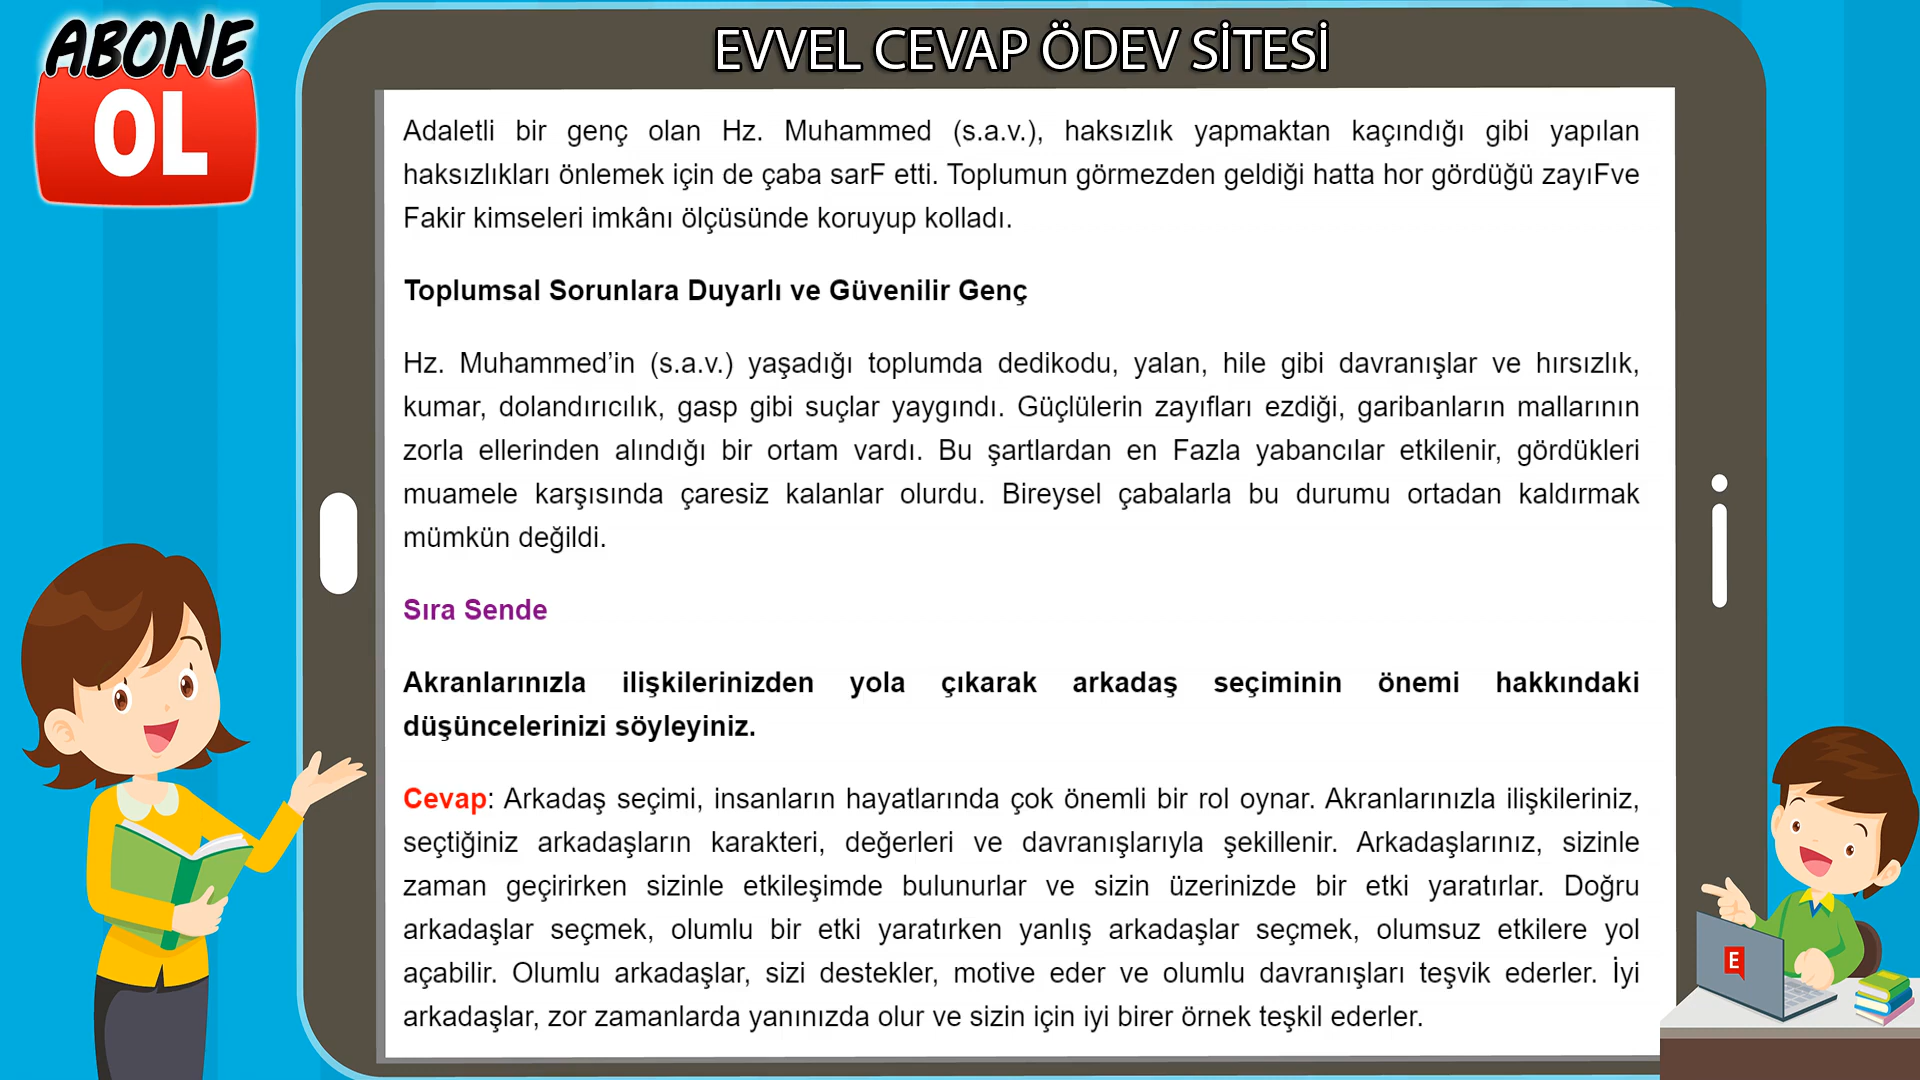 ABONE
OL
EVVEL CEVAP ÖDEV SİTESİ
Adaletli bir genç olan Hz. Muhammed (s.a.v.), haksızlık yapmaktan kaçındığı gibi yapılan
haksızlıkları önlemek için de çaba sarF etti. Toplumun görmezden geldiği hatta hor gördüğü zayıFve
Fakir kimseleri imkânı ölçüsünde koruyup kolladı.
Toplumsal Sorunlara Duyarlı ve Güvenilir Genç
Hz. Muhammed’in (s.a.v.) yaşadığı toplumda dedikodu, yalan, hile gibi davranışlar ve hırsızlık,
kumar, dolandırıcılık, gasp gibi suçlar yaygındı. Güçlülerin zayıfları ezdiği, garibanların mallarının
zorla ellerinden alındığı bir ortam vardı. Bu şartlardan en Fazla yabancılar etkilenir, gördükleri
muamele karşısında çaresiz kalanlar olurdu. Bireysel çabalarla bu durumu ortadan kaldırmak
mümkün değildi.
Sıra Sende
Akranlarınızla ilişkilerinizden yola çıkarak arkadaş seçiminin önemi hakkındaki
düşüncelerinizi söyleyiniz.
Cevap: Arkadaş seçimi, insanların hayatlarında çok önemli bir rol oynar. Akranlarınızla ilişkileriniz,
seçtiğiniz arkadaşların karakteri, değerleri ve davranışlarıyla şekillenir. Arkadaşlarınız, sizinle
zaman geçirirken sizinle etkileşimde bulunurlar ve sizin üzerinizde bir etki yaratırlar. Doğru
arkadaşlar seçmek, olumlu bir etki yaratırken yanlış arkadaşlar seçmek, olumsuz etkilere yol
açabilir. Olumlu arkadaşlar, sizi destekler, motive eder ve olumlu davranışları teşvik ederler. İyi
arkadaşlar, zor zamanlarda yanınızda olur ve sizin için iyi birer örnek teşkil ederler.
E